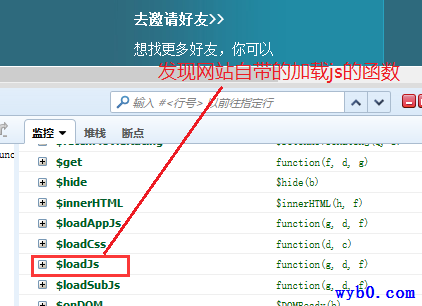 去邀请好友>>
想找更多好友，你可以
发现网站自带的加载js的函数
输入 #<行号> 以前往指定行
监控 堆栈 断点
$get function(f, d, g)
$hide $hide(b)
$innerHTML $innerHTML(h, f)
$loadAppJs function(g, d, f)
$loadCss function(d, c)
$loadJs function(g, d, f)
$loadSubJs function(g, d, f)
$onDOM $DOMReady(b)
wyb0.com